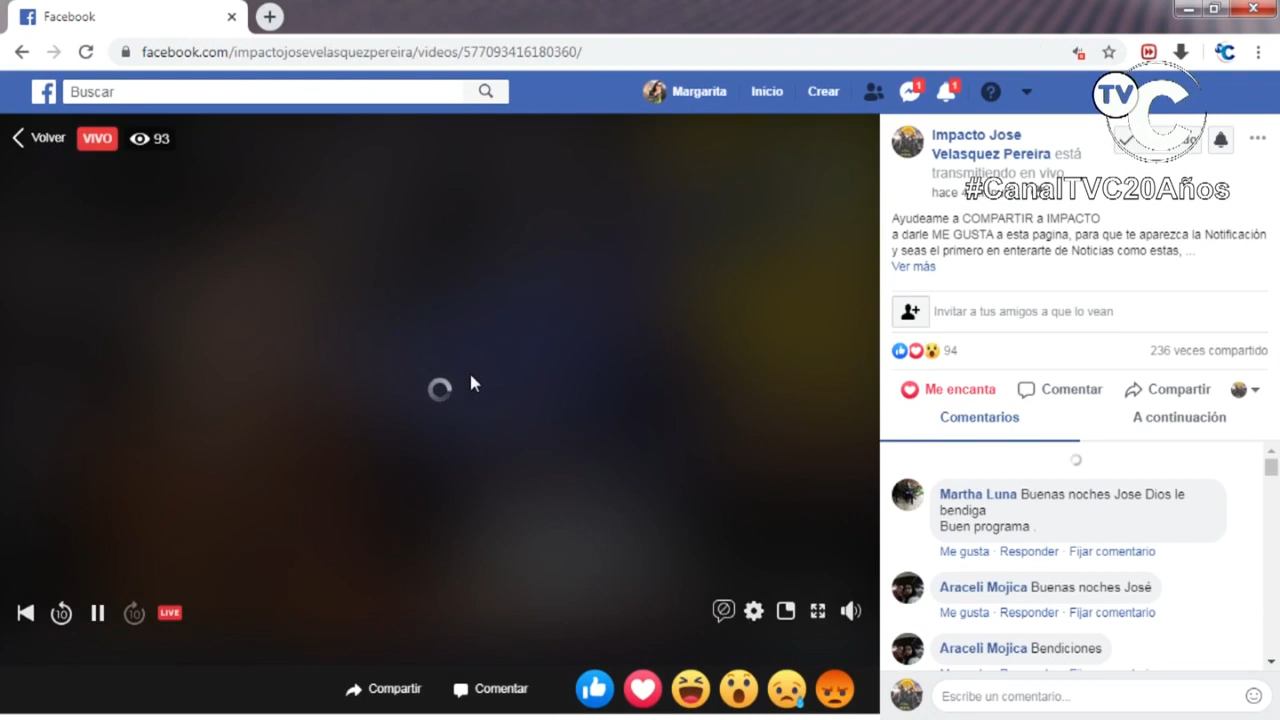 Facebook
facebook.com/impactojosevelasquezpereira/videos/577093416180360/
Buscar
Margarita
Inicio
Crear
1
1
TVC
#CanalTVC20Años
Volver
VIVO
93
Impacto Jose
Velasquez Pereira está
transmitiendo en vivo
Ayudeame a COMPARTIR a IMPACTO
a darle ME GUSTA a esta pagina, para que te aparezca la Notificación
y seas el primero en enterarte de Noticias como estas, ...
Ver más
Invitar a tus amigos a que lo vean
94
236 veces compartido
Me encanta
Comentar
Compartir
Comentarios
A continuación
Martha Luna Buenas noches Jose Dios le
bendiga
Buen programa .
Me gusta · Responder · Fijar comentario
Araceli Mojica Buenas noches José
Me gusta · Responder · Fijar comentario
Araceli Mojica Bendiciones
10
10
LIVE
Compartir
Comentar
Escribe un comentario...